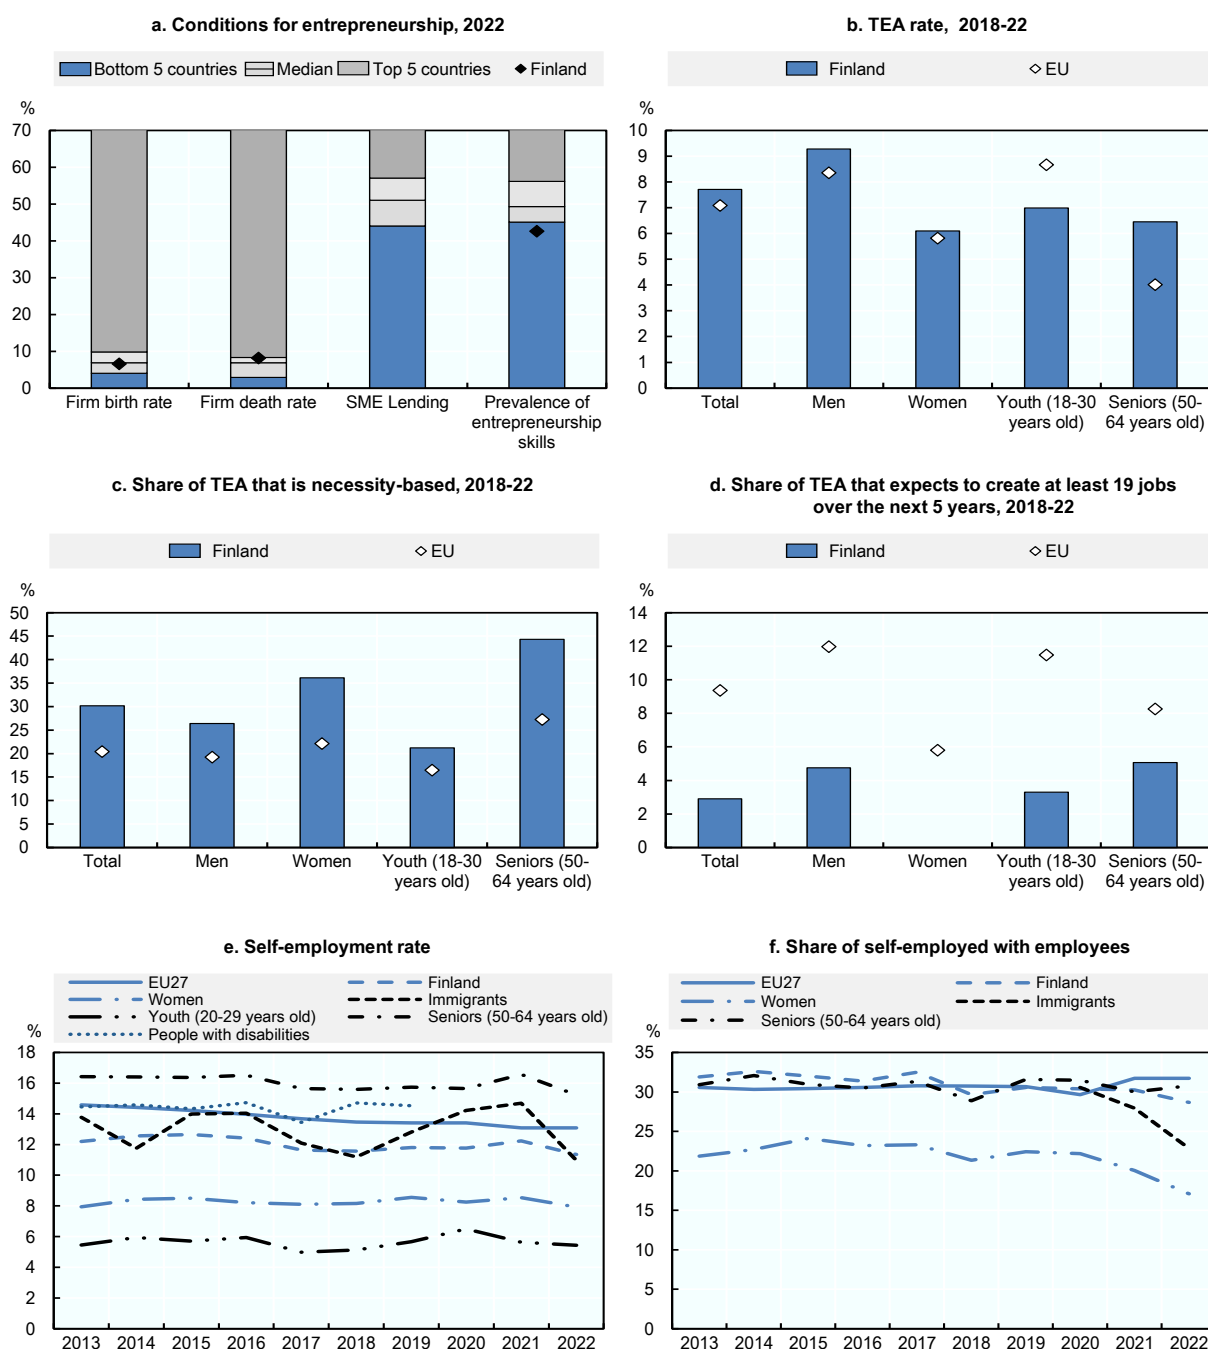 a. Conditions for entrepreneurship, 2022
Bottom 5 countries Median Top 5 countries Finland
%
70
60
50
40
30
20
10
0
Firm birth rate Firm death rate SME Lending Prevalence of
entrepreneurship
skills
b. TEA rate, 2018-22
Finland EU
%
10
9
8
7
6
5
4
3
2
1
0
Total Men Women Youth (18-30
years old) Seniors (50-
64 years old)
c. Share of TEA that is necessity-based, 2018-22
Finland EU
%
50
45
40
35
30
25
20
15
10
5
0
Total Men Women Youth (18-30
years old) Seniors (50-
64 years old)
d. Share of TEA that expects to create at least 19 jobs
over the next 5 years, 2018-22
Finland EU
%
14
12
10
8
6
4
2
0
Total Men Women Youth (18-30
years old) Seniors (50-
64 years old)
e. Self-employment rate
EU27 Finland
Women Immigrants
Youth (20-29 years old) Seniors (50-64 years old)
People with disabilities
%
18
16
14
12
10
8
6
4
2
0
2013 2014 2015 2016 2017 2018 2019 2020 2021 2022
f. Share of self-employed with employees
EU27 Finland
Women Immigrants
Seniors (50-64 years old)
%
35
30
25
20
15
10
5
0
2013 2014 2015 2016 2017 2018 2019 2020 2021 2022